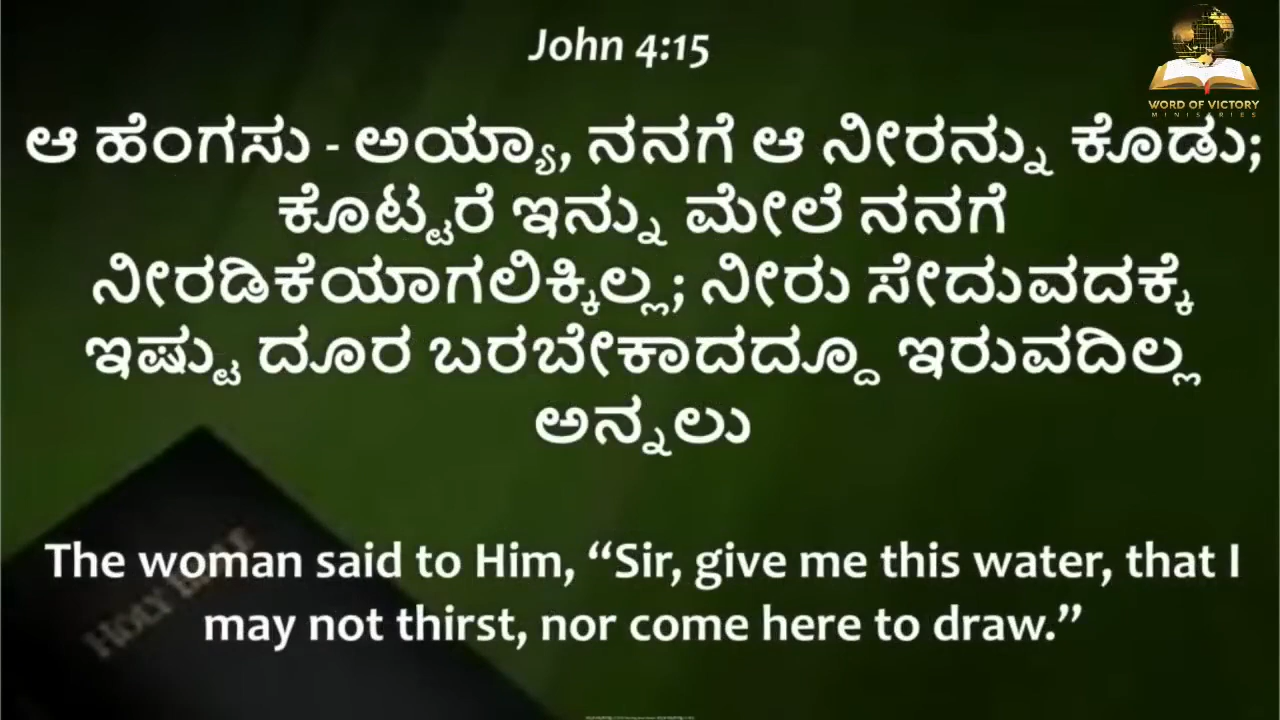 John 4:15
WORD OF VICTORY
MINISTRIES
ಆ ಹೆಂಗಸು - ಅಯ್ಯಾ, ನನಗೆ ಆ ನೀರನ್ನು ಕೊಡು;
ಕೊಟ್ಟರೆ ಇನ್ನು ಮೇಲೆ ನನಗೆ
ನೀರಡಿಕೆಯಾಗಲಿಕ್ಕಿಲ್ಲ; ನೀರು ಸೇದುವದಕ್ಕೆ
ಇಷ್ಟು ದೂರ ಬರಬೇಕಾದದ್ದೂ ಇರುವದಿಲ್ಲ
ಅನ್ನಲು
HOLY BIBLE
The woman said to Him, “Sir, give me this water, that I
may not thirst, nor come here to draw.”